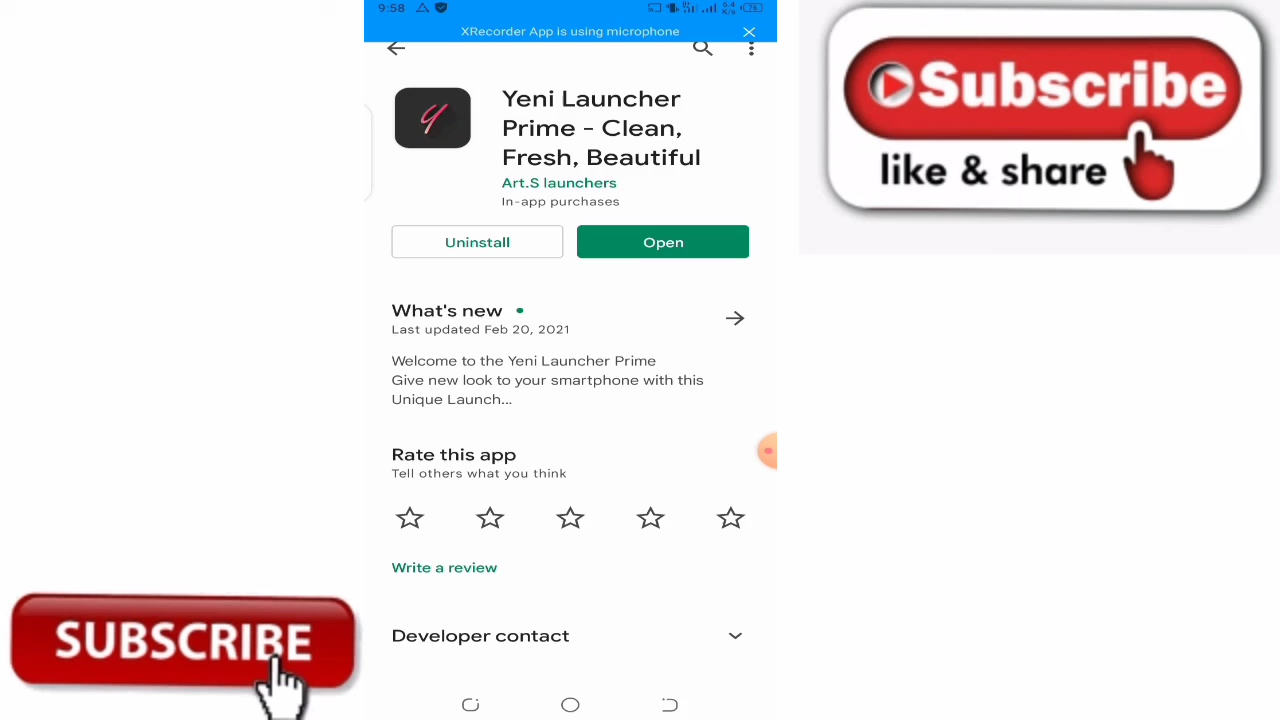 9:58
XRecorder App is using microphone
Yeni Launcher
Prime - Clean,
Fresh, Beautiful
Art.S launchers
In-app purchases
Uninstall
Open
What's new
Last updated Feb 20, 2021
Welcome to the Yeni Launcher Prime
Give new look to your smartphone with this
Unique Launch...
Rate this app
Tell others what you think
Write a review
Developer contact
Subscribe
like & share
SUBSCRIBE